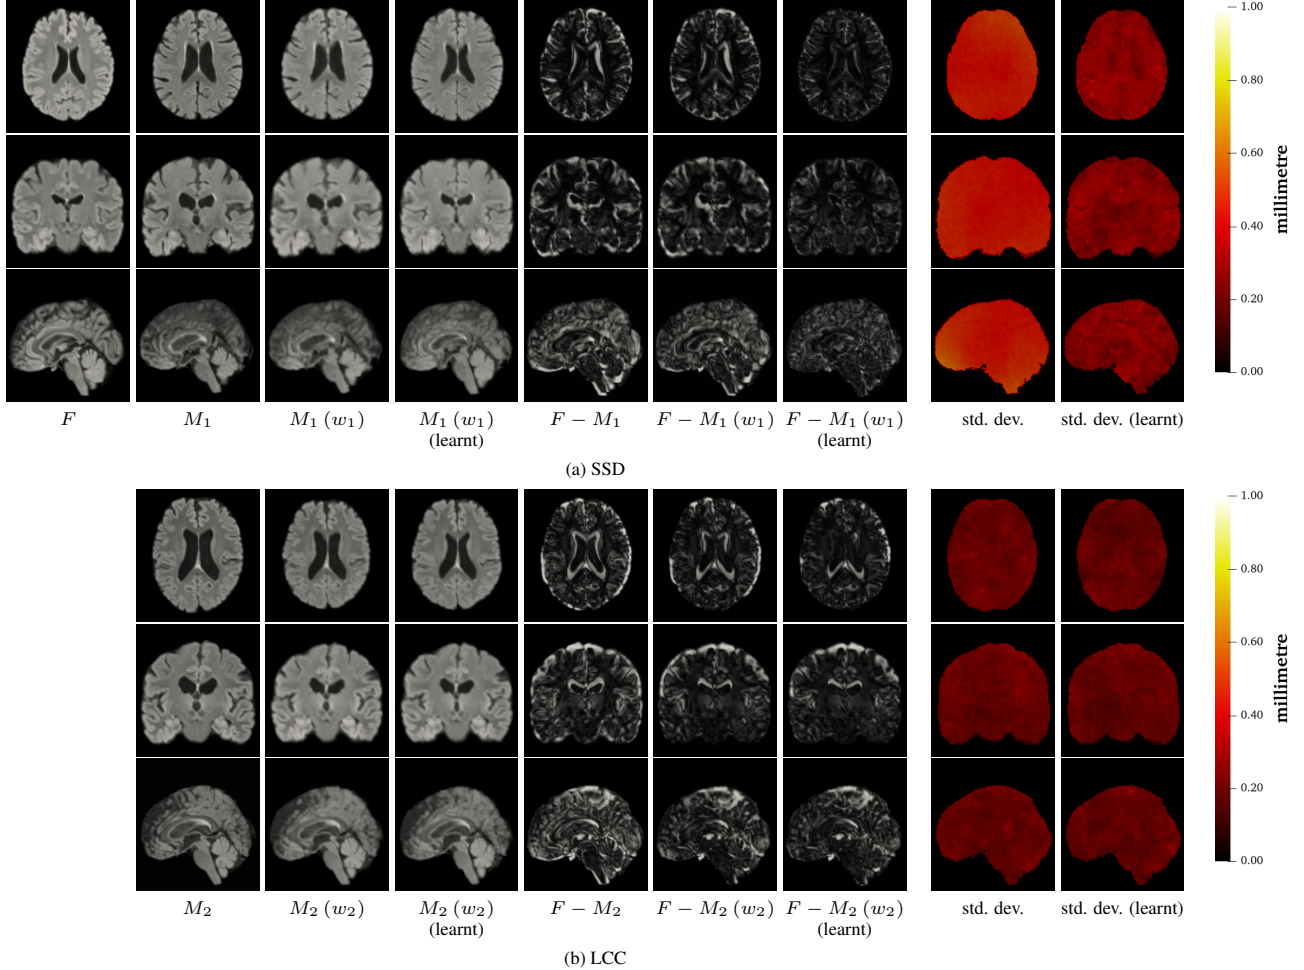 1.00
0.80
0.60
0.40
0.20
0.00
millimetre
F M₁ M₁ (w₁) M₁ (w₁) F − M₁ F − M₁ (w₁) F − M₁ (w₁) std. dev. std. dev. (learnt)
(learnt) (learnt)
(a) SSD
1.00
0.80
0.60
0.40
0.20
0.00
millimetre
M₂ M₂ (w₂) M₂ (w₂) F − M₂ F − M₂ (w₂) F − M₂ (w₂) std. dev. std. dev. (learnt)
(learnt) (learnt)
(b) LCC